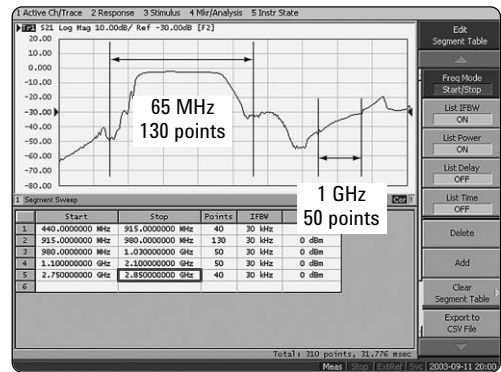 1 Active Ch/Trace 2 Response 3 Stimulus 4 Mkr/Analysis 5 Instr State
Tr1 S21 Log Mag 10.00dB/ Ref -30.00dB [F2]
20.00
10.00
0.000
-10.00
-20.00
-30.00
-40.00
-50.00
-60.00
-70.00
-80.00
65 MHz
130 points
1 GHz
50 points
1 Segment Sweep
Cor
Start Stop Points IFBW
1 440.0000000 MHz 915.0000000 MHz 40 30 kHz
2 915.0000000 MHz 980.0000000 MHz 130 30 kHz 0 dBm
3 980.0000000 MHz 1.030000000 GHz 50 30 kHz 0 dBm
4 1.100000000 GHz 2.100000000 GHz 50 30 kHz 0 dBm
5 2.750000000 GHz 2.850000000 GHz 40 30 kHz 0 dBm
6
Total: 310 points, 31.776 msec
Meas Stop ExtRef Svc 2003-09-11 20:00
Edit
Segment Table
Freq Mode
Start/Stop
List IFBW
ON
List Power
ON
List Delay
OFF
List Time
OFF
Delete
Add
Clear
Segment Table
Export to
CSV File